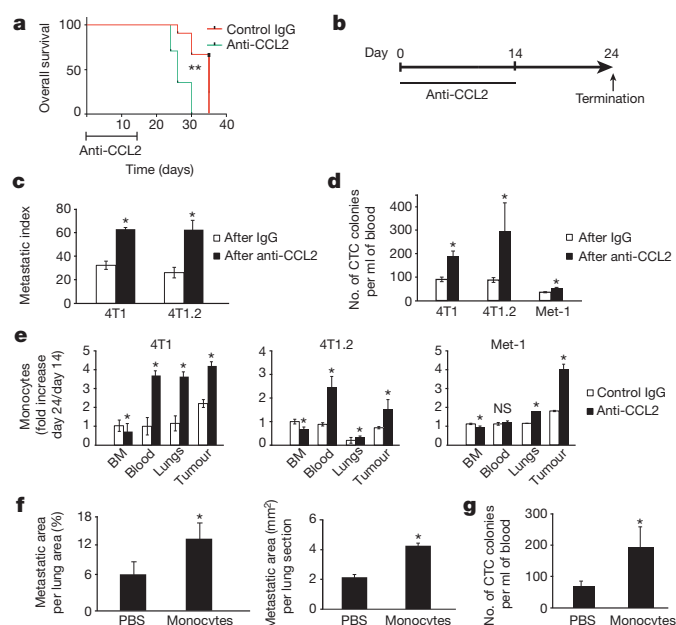 a
Overall survival
100
50
0
10
20
30
40
**
Control IgG
Anti-CCL2
Anti-CCL2
Time (days)
b
Day
0
14
24
Anti-CCL2
Termination
c
Metastatic index
80
60
40
20
0
*
*
After IgG
After anti-CCL2
4T1
4T1.2
d
No. of CTC colonies
per ml of blood
400
300
200
100
0
*
*
*
After IgG
After anti-CCL2
4T1
4T1.2
Met-1
e
Monocytes
(fold increase
day 24/day 14)
4T1
5
4
2
1
0
*
*
*
*
BM
Blood
Lungs
Tumour
4T1.2
4
2
1
0
*
*
*
*
BM
Blood
Lungs
Tumour
Met-1
5
4
2
1
0
*
NS
*
*
Control IgG
Anti-CCL2
BM
Blood
Lungs
Tumour
f
Metastatic area
per lung area (%)
18
12
6
0
*
PBS
Monocytes
Metastatic area (mm²)
per lung section
6
4
2
0
*
PBS
Monocytes
g
No. of CTC colonies
per ml of blood
300
200
100
0
*
PBS
Monocytes